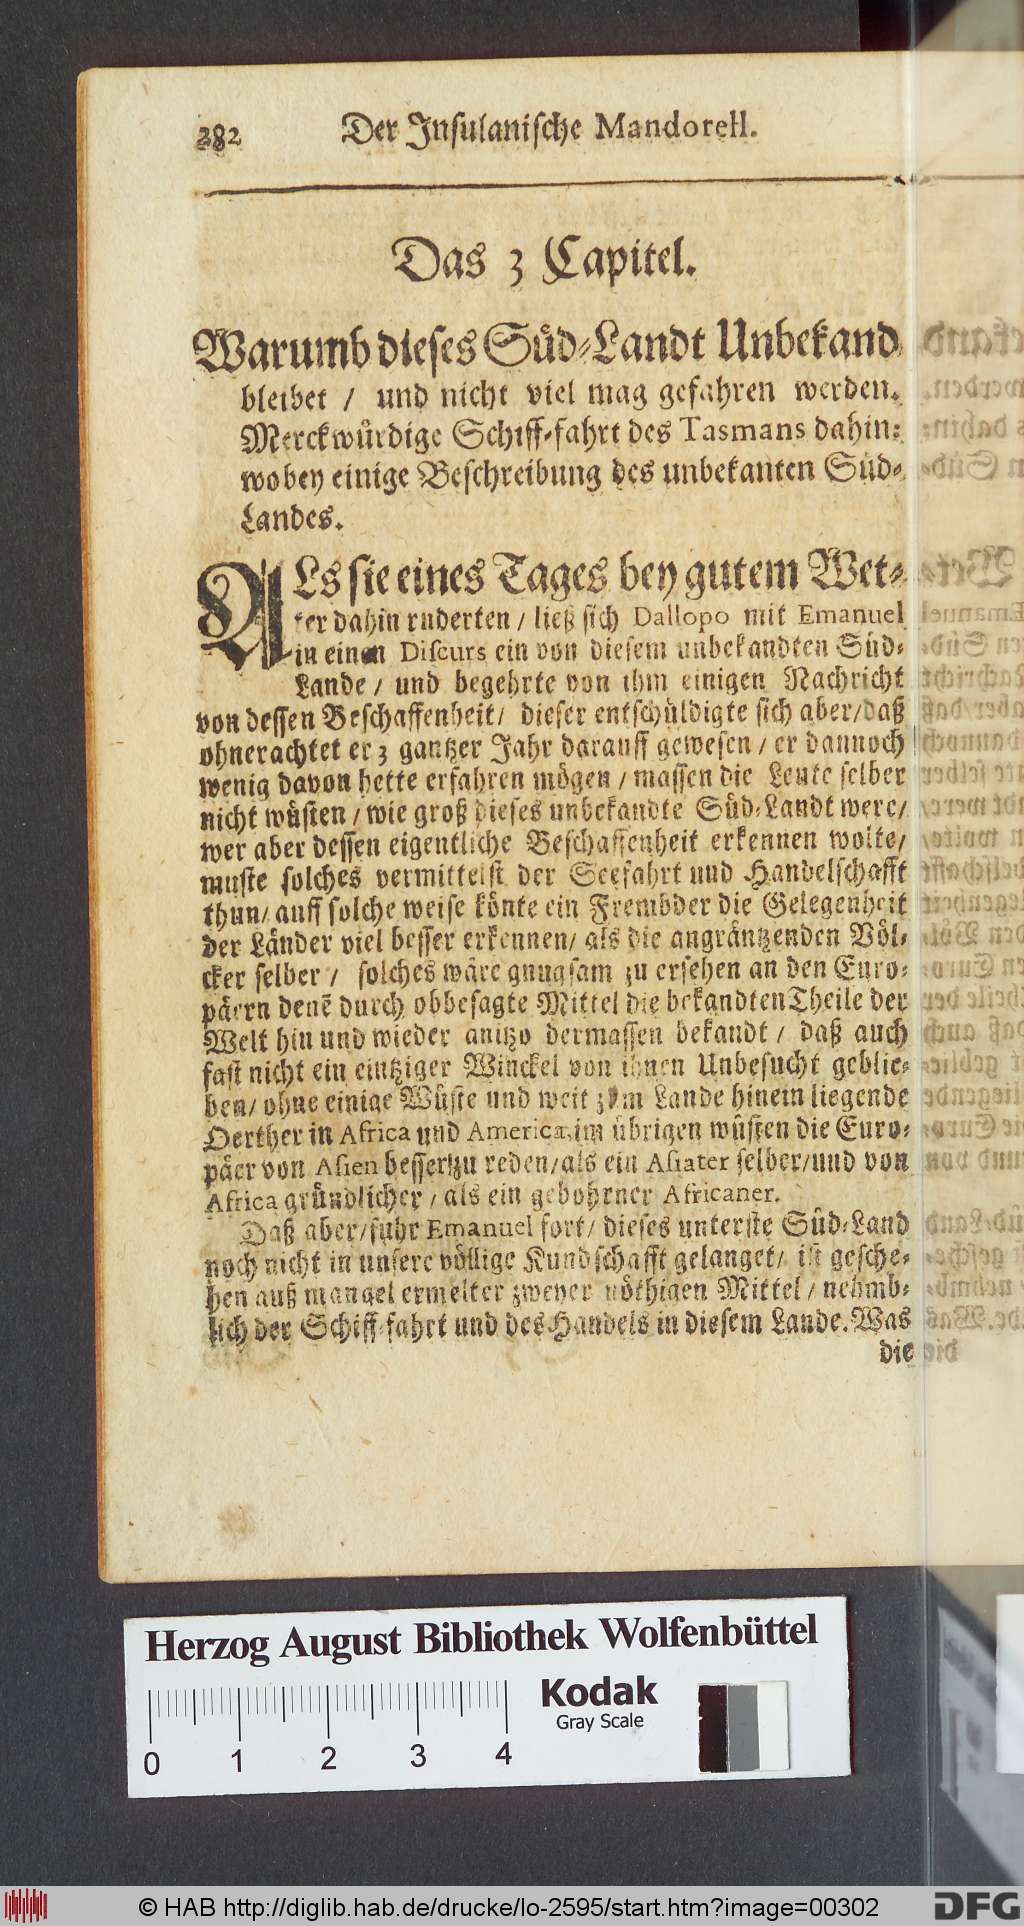 382 Der Insulanische Mandorell.
Das 3 Capitel.
Warumb dieses Süd-Landt Unbekand
bleibet / und nicht viel mag gefahren werden.
Merckwürdige Schiff-fahrt des Tasmans dahin:
wobey einige Beschreibung des unbekanten Süd-
Landes.
ALs sie eines Tages bey gutem Wet-
ter dahin ruderten / ließ sich Dallopo mit Emanuel
in einen Discurs ein von diesem unbekandten Süd-
Lande / und begehrte von ihm einigen Nachricht
von dessen Beschaffenheit / dieser entschüldigte sich aber / daß
ohnerachtet er 3 gantzer Jahr darauff gewesen / er dannoch
wenig davon hette erfahren mögen / massen die Leute selber
nicht wüsten / wie groß dieses unbekandte Süd-Landt were /
wer aber dessen eigentliche Beschaffenheit erkennen wolte /
muste solches vermittelst der Seefahrt und Handelschafft
thun / auff solche weise könte ein Frembder die Gelegenheit
der Länder viel besser erkennen / als die angräntzenden Völ-
cker selber / solches wäre gnugsam zu ersehen an den Euro-
päern denē durch obbesagte Mittel die bekandten Theile der
Welt hin und wieder anitzo dermassen bekandt / daß auch
fast nicht ein eintziger Winckel von ihnen Unbesucht geblie-
ben / ohne einige Wüste und weit zum Lande hinein liegende
Oerther in Africa und America, im übrigen wüsten die Euro-
päer von Asien besser zu reden / als ein Asiater selber / und von
Africa gründlicher / als ein gebohrner Africaner.
Daß aber / fuhr Emanuel fort / dieses unterste Süd-Land
noch nicht in unsere völlige Kundschafft gelanget / ist gesche-
hen auß mangel ermelter zweyer nöthigen Mittel / nehmb-
lich der Schiff-fahrt und des Handels in diesem Lande. Was
die
Herzog August Bibliothek Wolfenbüttel
Kodak
Gray Scale
0 1 2 3 4
© HAB http://diglib.hab.de/drucke/lo-2595/start.htm?image=00302
DFG